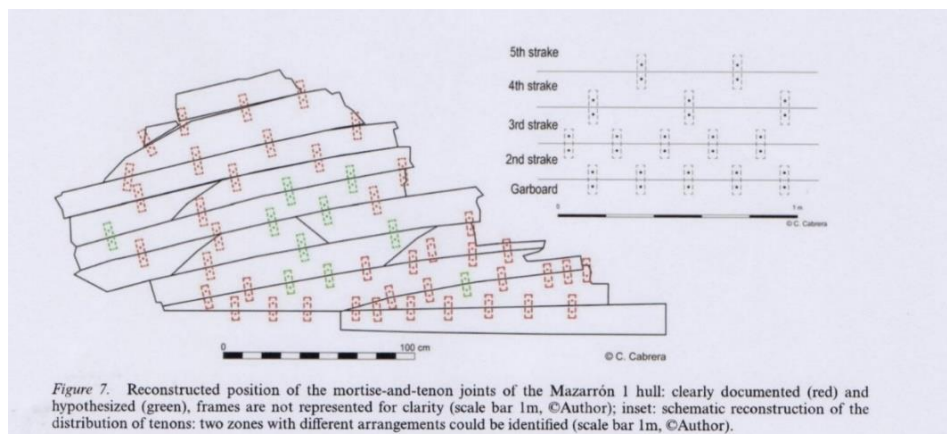 5th strake
4th strake
3rd strake
2nd strake
Garboard
0
1 m
© C. Cabrera
0
100 cm
© C. Cabrera
Figure 7. Reconstructed position of the mortise-and-tenon joints of the Mazarrón 1 hull: clearly documented (red) and
hypothesized (green), frames are not represented for clarity (scale bar 1m, ©Author); inset: schematic reconstruction of the
distribution of tenons: two zones with different arrangements could be identified (scale bar 1m, ©Author).